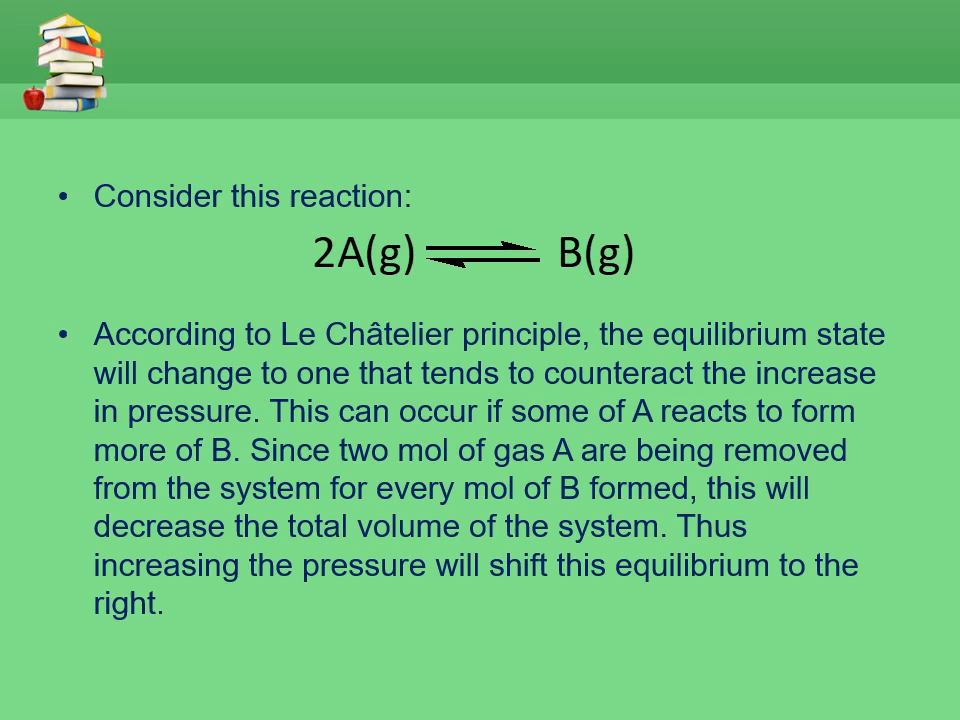 • Consider this reaction:
2A(g) ⇌ B(g)
• According to Le Châtelier principle, the equilibrium state
will change to one that tends to counteract the increase
in pressure. This can occur if some of A reacts to form
more of B. Since two mol of gas A are being removed
from the system for every mol of B formed, this will
decrease the total volume of the system. Thus
increasing the pressure will shift this equilibrium to the
right.